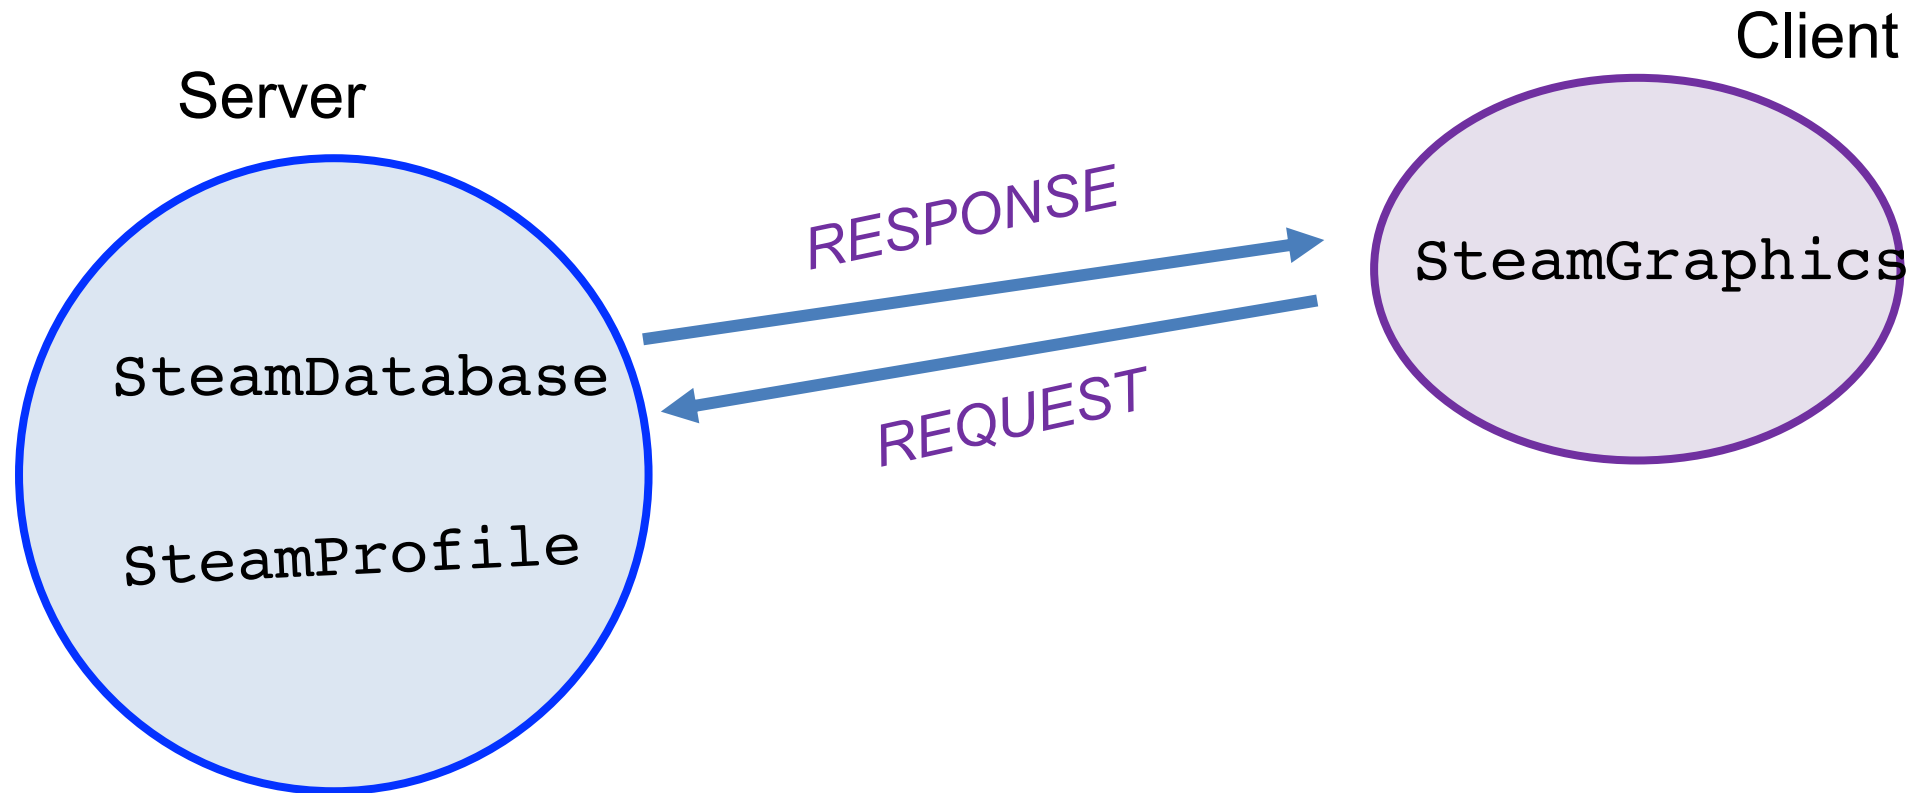 Client
Server
RESPONSE
SteamGraphics
SteamDatabase
REQUEST
SteamProfile